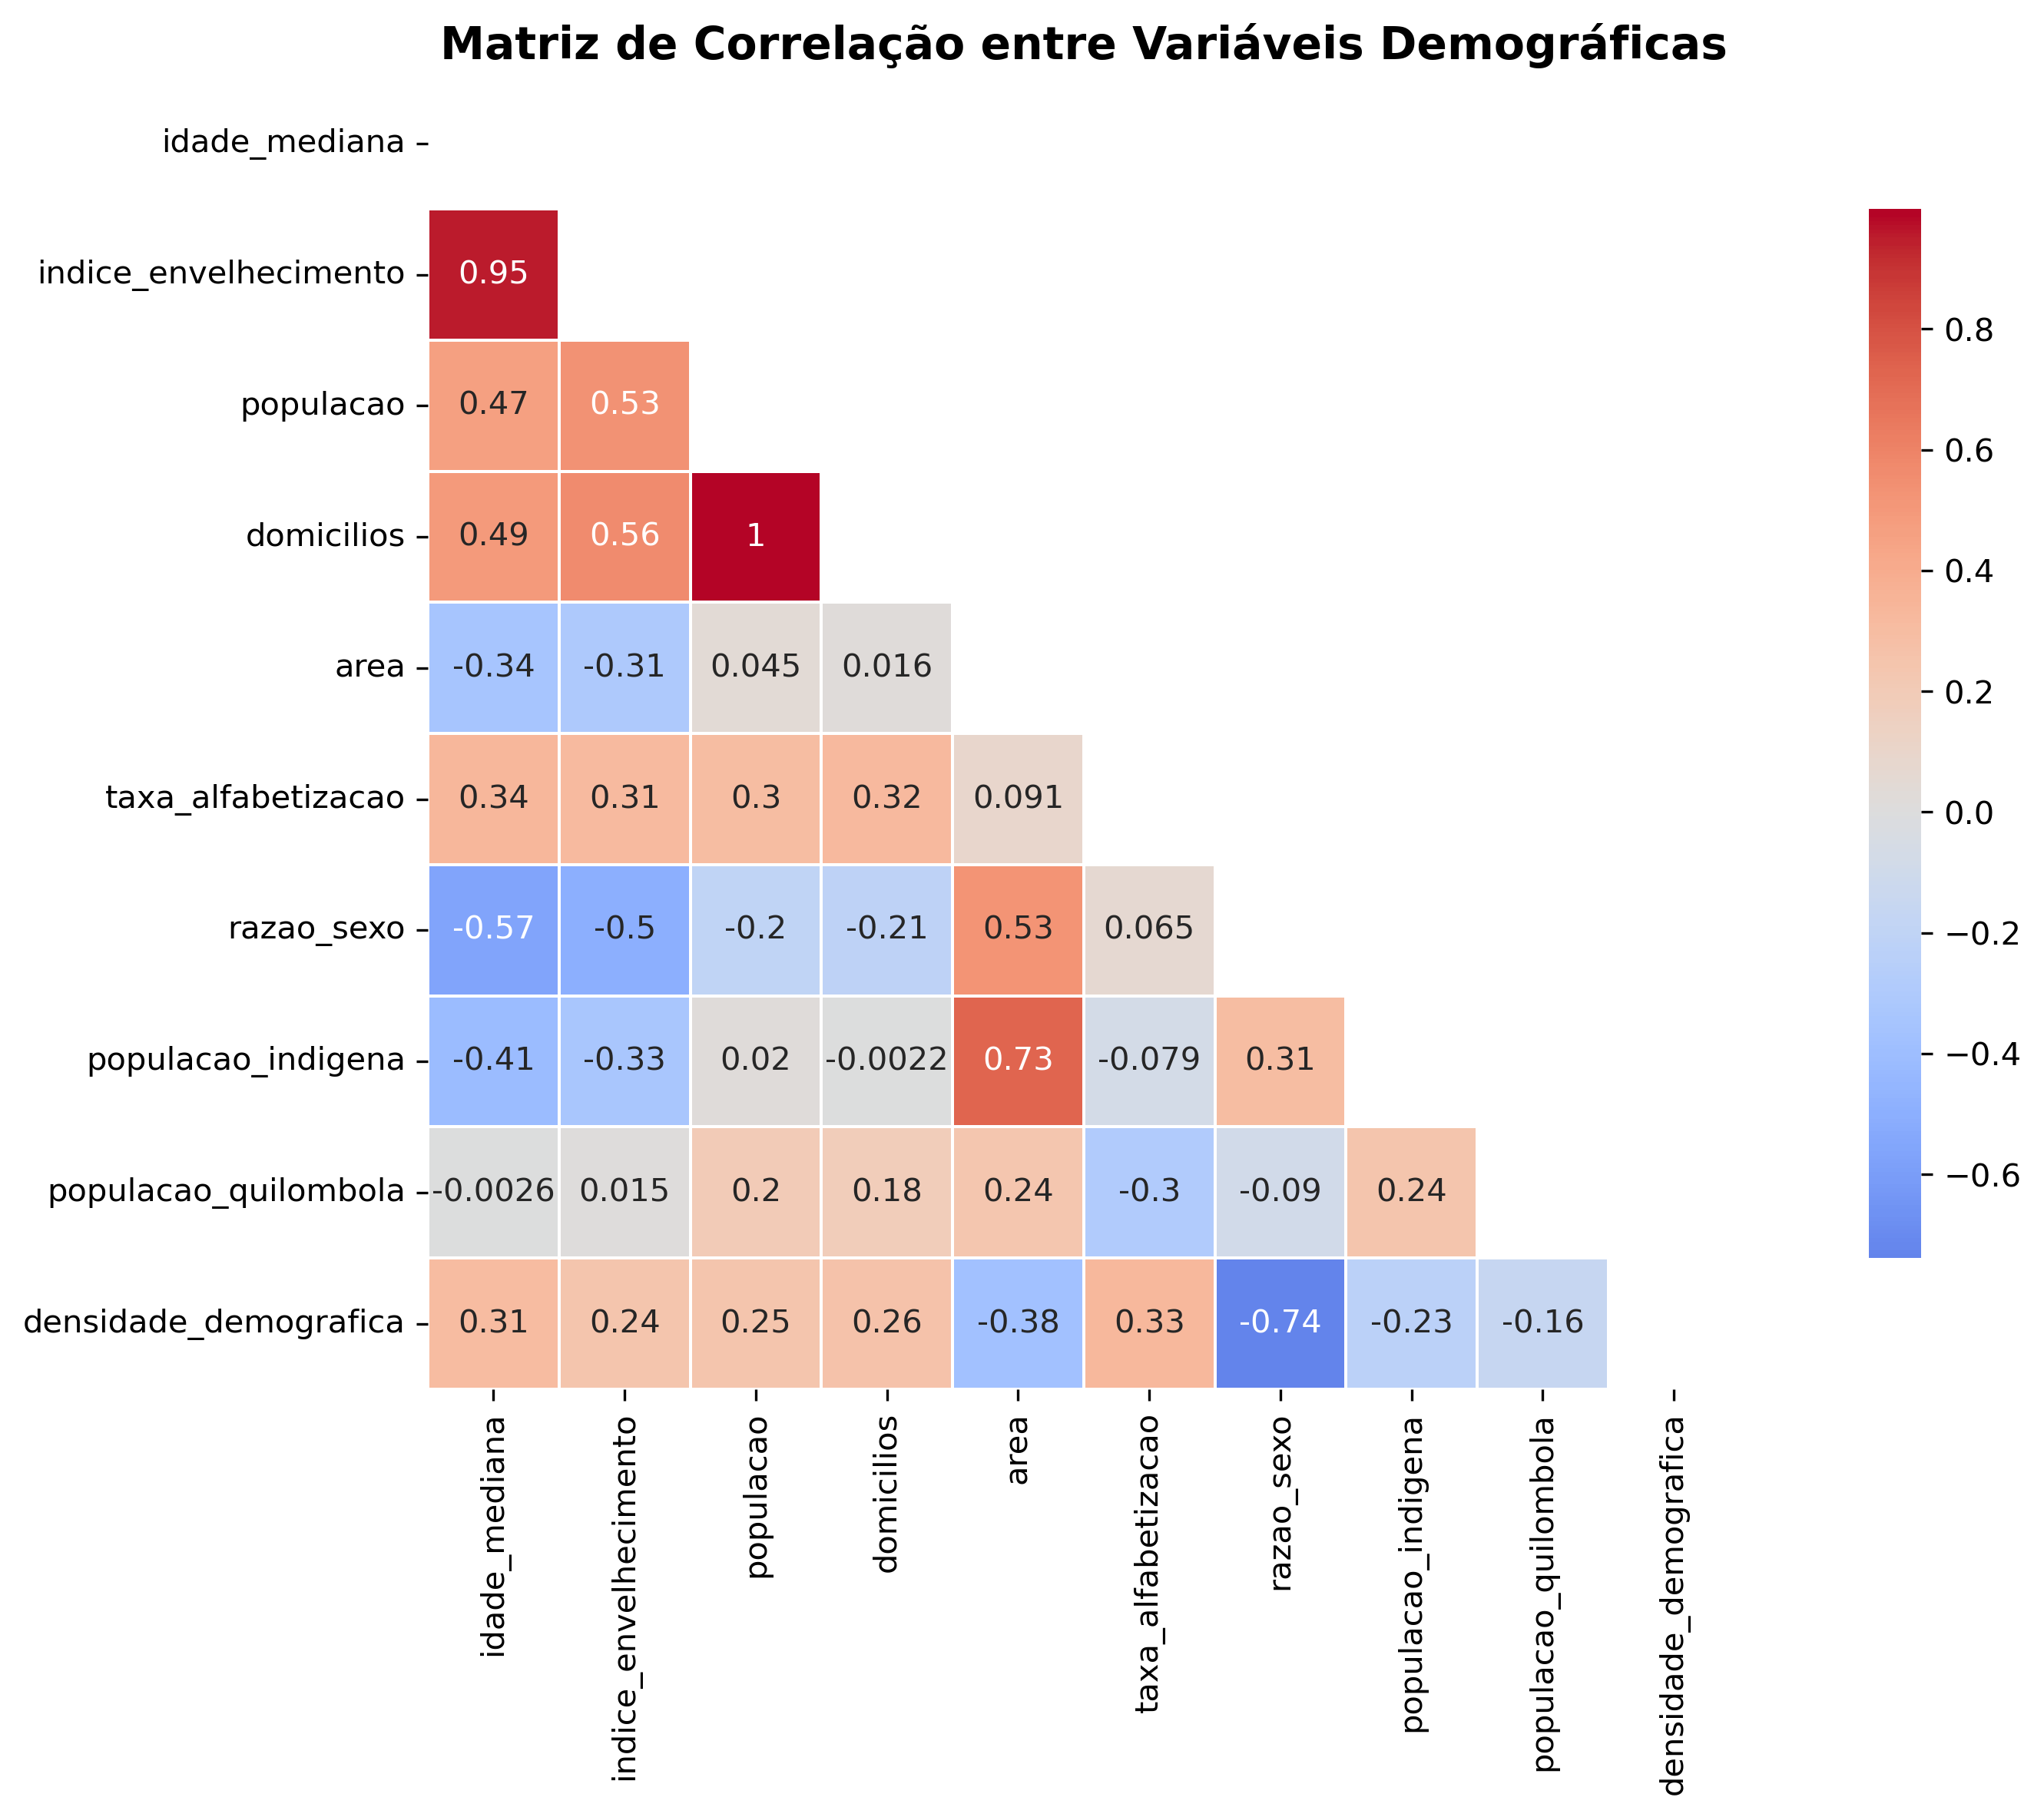 Matriz de Correlação entre Variáveis Demográficas
idade_mediana
indice_envelhecimento 0.95
populacao 0.47 0.53
domicilios 0.49 0.56 1
area -0.34 -0.31 0.045 0.016
taxa_alfabetizacao 0.34 0.31 0.3 0.32 0.091
razao_sexo -0.57 -0.5 -0.2 -0.21 0.53 0.065
populacao_indigena -0.41 -0.33 0.02 -0.0022 0.73 -0.079 0.31
populacao_quilombola -0.0026 0.015 0.2 0.18 0.24 -0.3 -0.09 0.24
densidade_demografica 0.31 0.24 0.25 0.26 -0.38 0.33 -0.74 -0.23 -0.16
idade_mediana
indice_envelhecimento
populacao
domicilios
area
taxa_alfabetizacao
razao_sexo
populacao_indigena
populacao_quilombola
densidade_demografica
0.8
0.6
0.4
0.2
0.0
−0.2
−0.4
−0.6